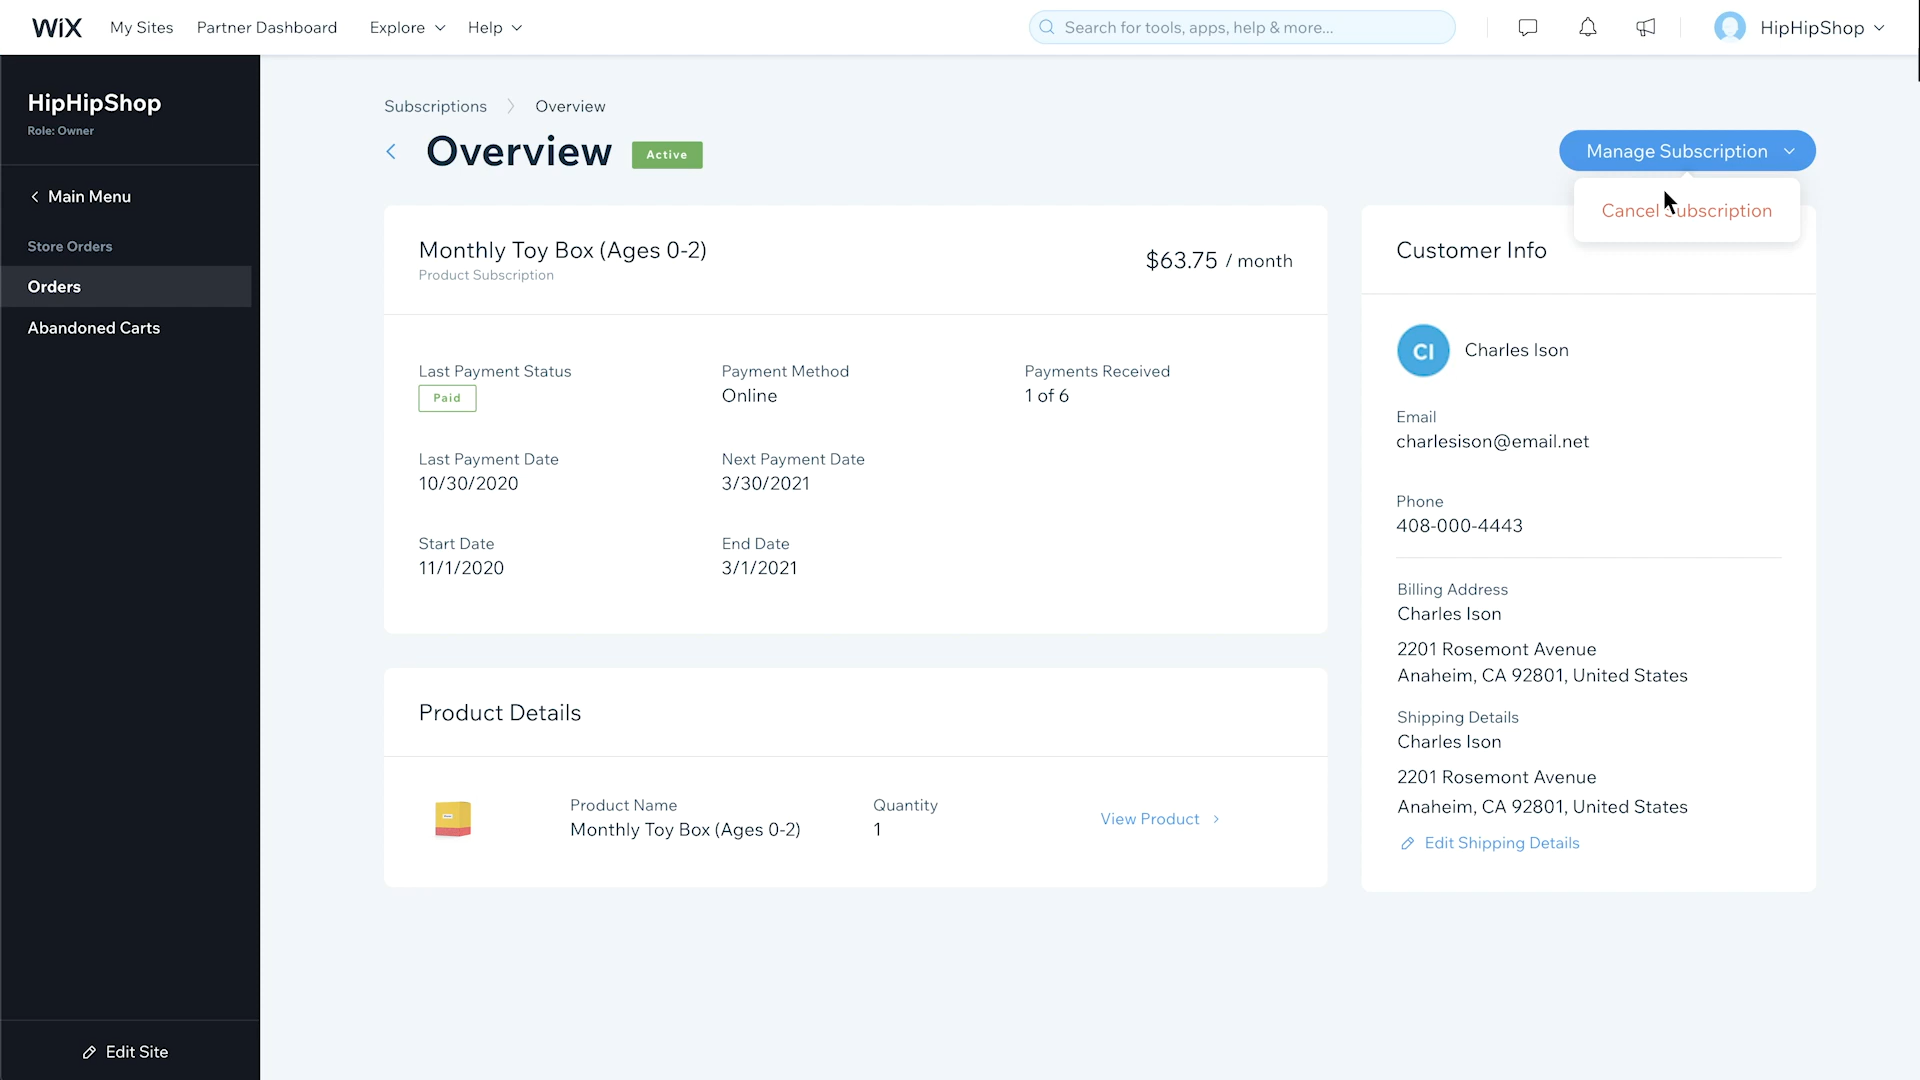 WiX My Sites Partner Dashboard Explore Help Search for tools, apps, help & more... HipHipShop
HipHipShop
Role: Owner
Main Menu
Store Orders
Orders
Abandoned Carts
Edit Site
Subscriptions Overview
Overview Active
Manage Subscription
Cancel Subscription
Monthly Toy Box (Ages 0-2)
Product Subscription
$63.75 / month
Last Payment Status
Paid
Payment Method
Online
Payments Received
1 of 6
Last Payment Date
10/30/2020
Next Payment Date
3/30/2021
Start Date
11/1/2020
End Date
3/1/2021
Product Details
Product Name
Monthly Toy Box (Ages 0-2)
Quantity
1
View Product
Customer Info
CI Charles Ison
Email
charlesison@email.net
Phone
408-000-4443
Billing Address
Charles Ison
2201 Rosemont Avenue
Anaheim, CA 92801, United States
Shipping Details
Charles Ison
2201 Rosemont Avenue
Anaheim, CA 92801, United States
Edit Shipping Details